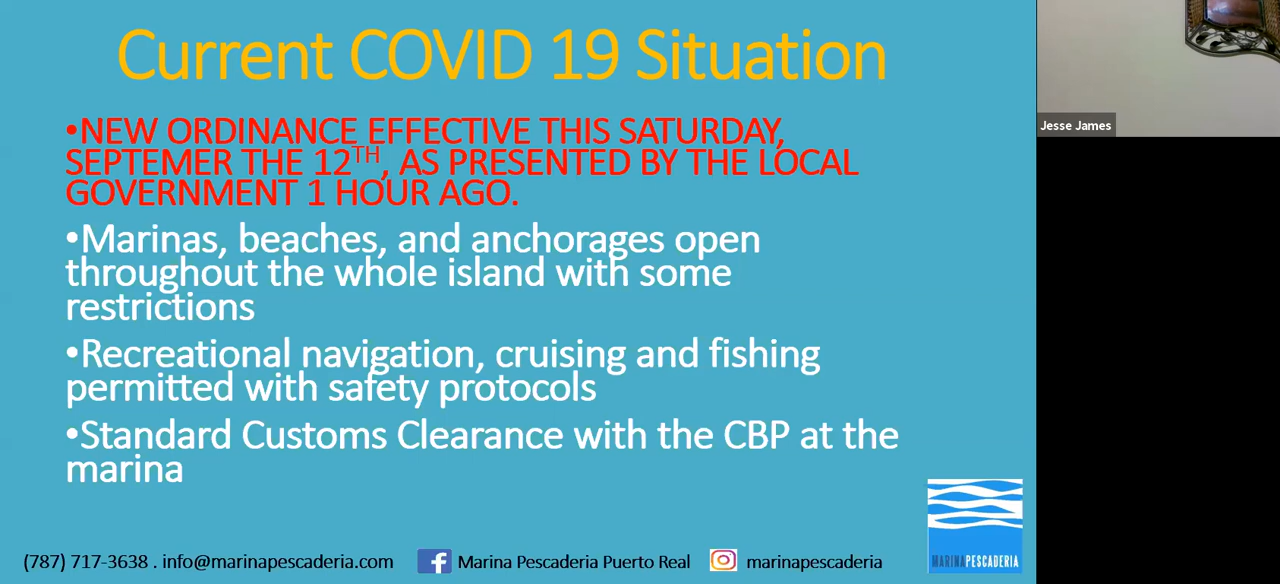 Current COVID 19 Situation
•NEW ORDINANCE EFFECTIVE THIS SATURDAY,
SEPTEMER THE 12TH, AS PRESENTED BY THE LOCAL
GOVERNMENT 1 HOUR AGO.
•Marinas, beaches, and anchorages open
throughout the whole island with some
restrictions
•Recreational navigation, cruising and fishing
permitted with safety protocols
•Standard Customs Clearance with the CBP at the
marina
(787) 717-3638 . info@marinapescaderia.com
Marina Pescaderia Puerto Real
marinapescaderia
MARINAPESCADERIA
Jesse James